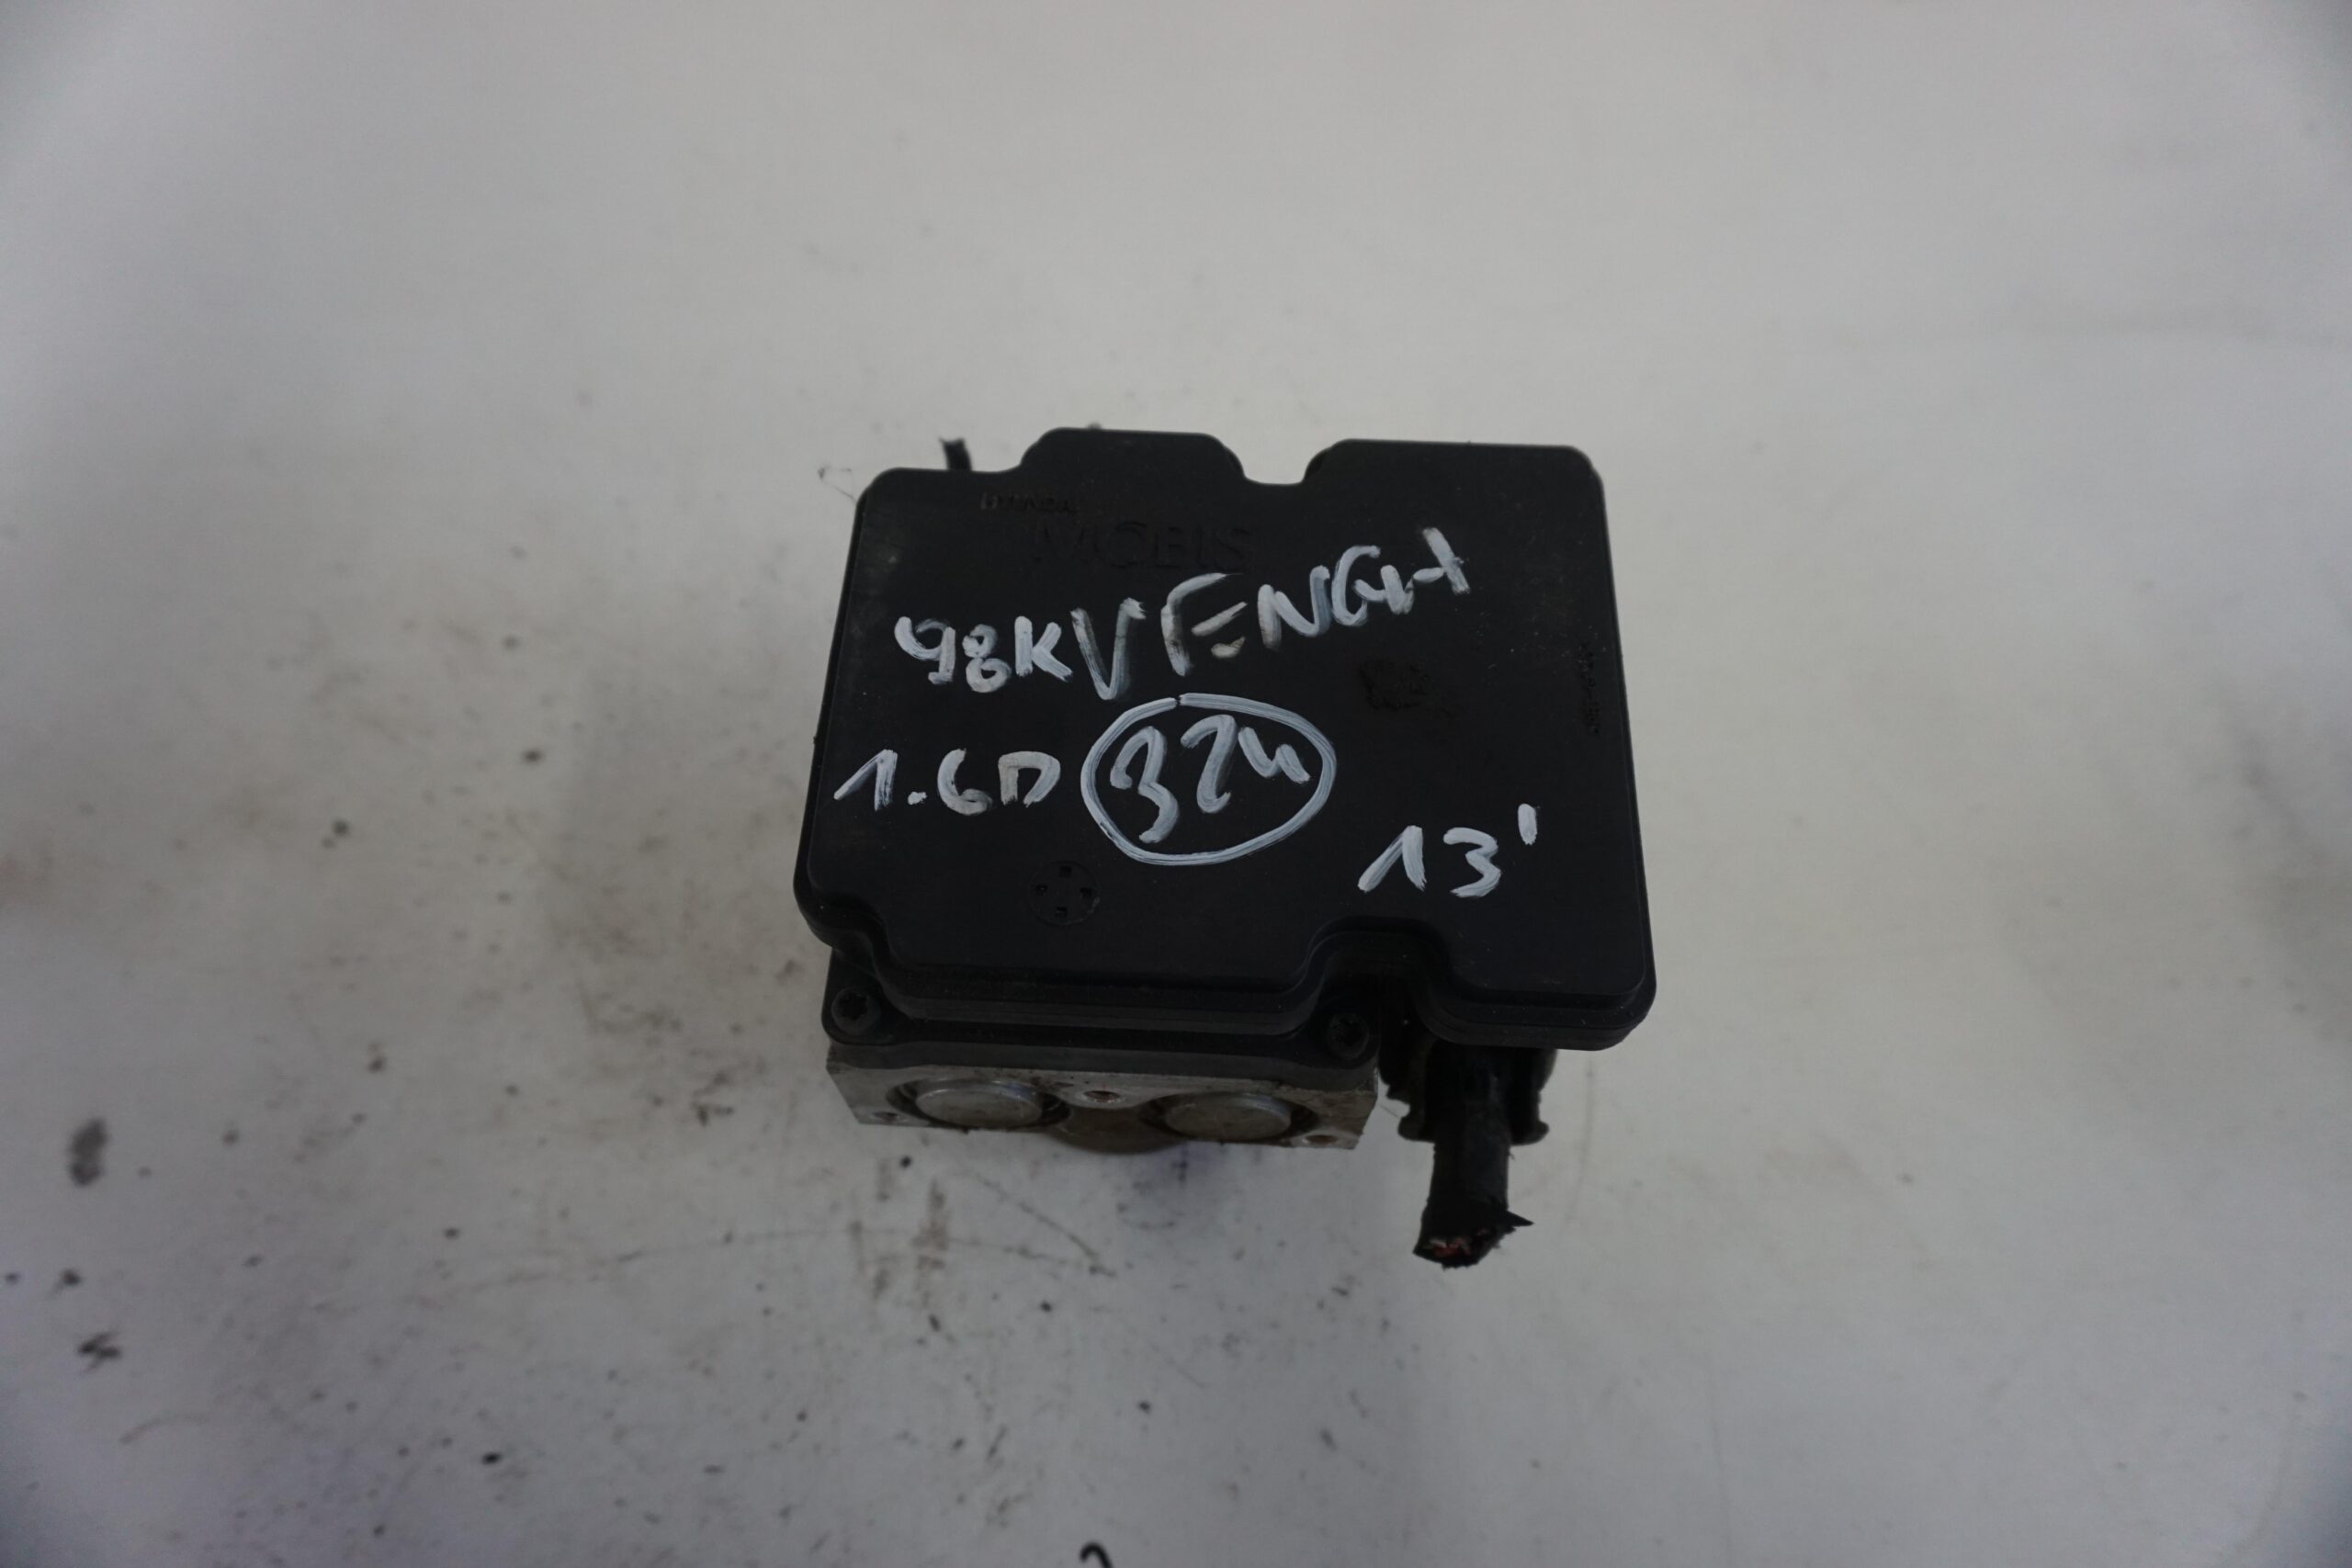 MOBIS
98K VENGA
1.6D 324
13'